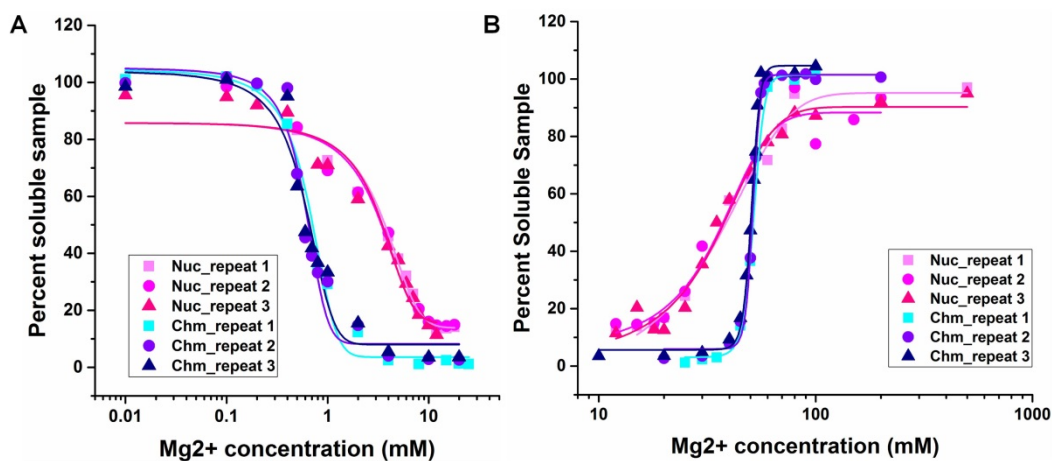 A
120
100
80
60
40
20
0
Percent soluble sample
Nuc_repeat 1
Nuc_repeat 2
Nuc_repeat 3
Chm_repeat 1
Chm_repeat 2
Chm_repeat 3
0.01
0.1
1
10
Mg2+ concentration (mM)
B
120
100
80
60
40
20
0
Percent Soluble Sample
Nuc_repeat 1
Nuc_repeat 2
Nuc_repeat 3
Chm_repeat 1
Chm_repeat 2
Chm_repeat 3
10
100
1000
Mg2+ concentration (mM)